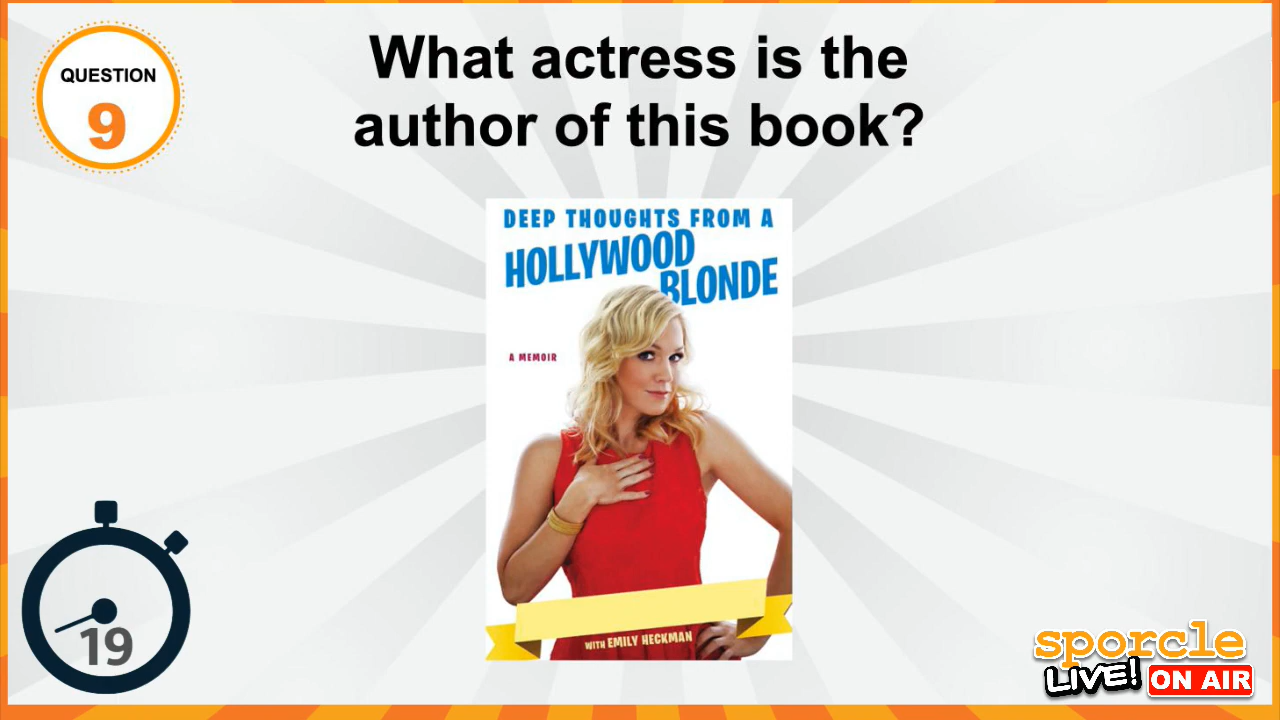 QUESTION
9
What actress is the
author of this book?
DEEP THOUGHTS FROM A
HOLLYWOOD
BLONDE
A MEMOIR
WITH EMILY HECKMAN
19
sporcle
LIVE! ON AIR